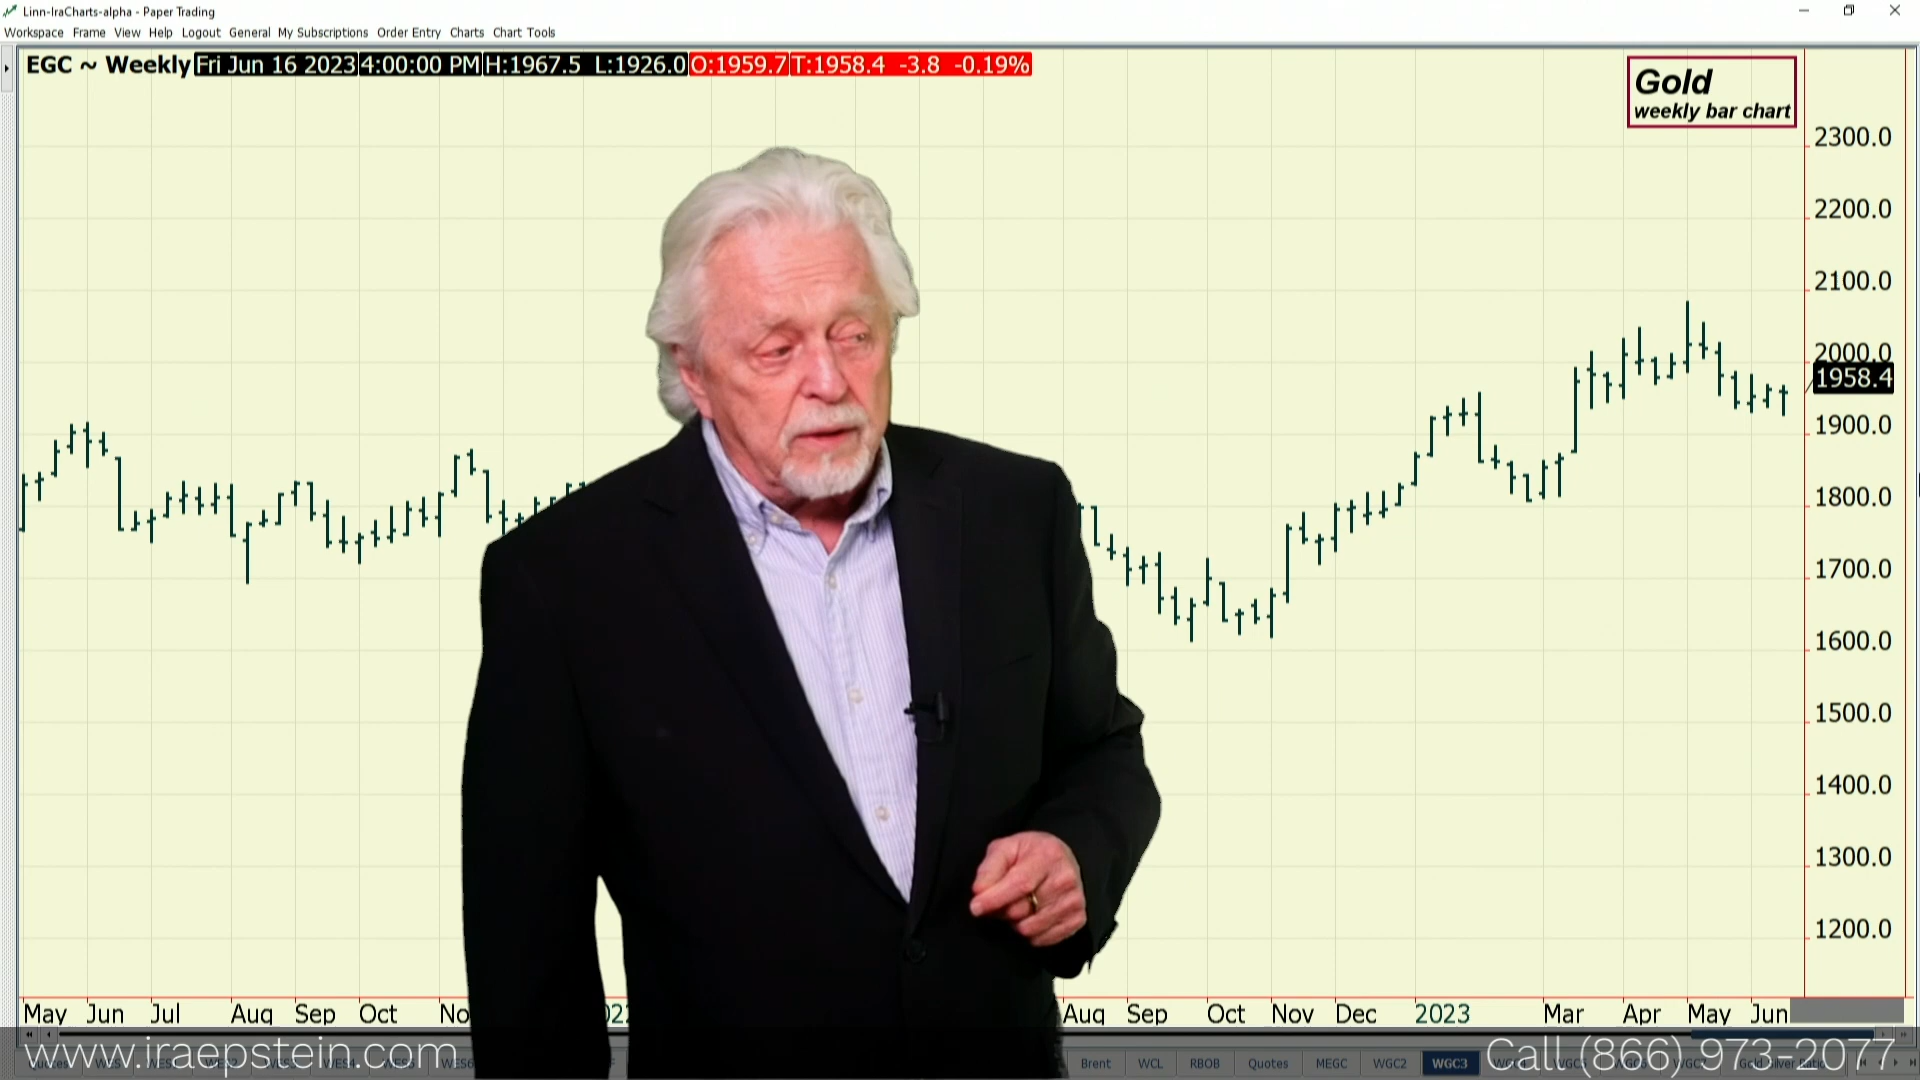 Linn-IraCharts-alpha - Paper Trading
Workspace Frame View Help Logout General My Subscriptions Order Entry Charts Chart Tools
EGC ~ Weekly Fri Jun 16 2023 4:00:00 PM H:1967.5 L:1926.0 O:1959.7 T:1958.4 -3.8 -0.19%
Gold
weekly bar chart
2300.0
2200.0
2100.0
2000.0
1958.4
1900.0
1800.0
1700.0
1600.0
1500.0
1400.0
1300.0
1200.0
May Jun Jul Aug Sep Oct Aug Sep Oct Nov Dec 2023 Mar Apr May Jun
www.iraepstein.com Call (866) 973-2077
Brent WCL RBOB Quotes MEGC WGC2 WGC3